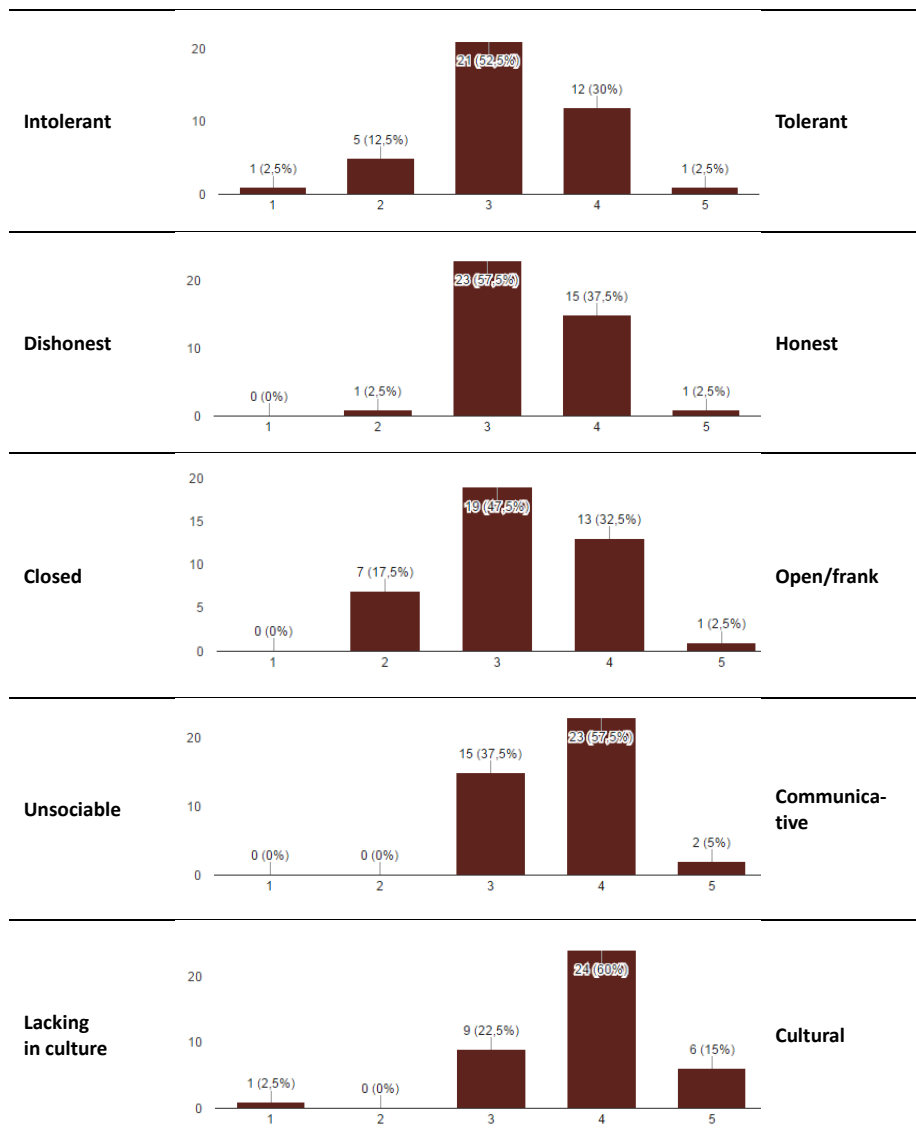 20
21 (52,5%)
12 (30%)
Intolerant
10
Tolerant
5 (12,5%)
1 (2,5%)
1 (2,5%)
0
1 2 3 4 5
20
23 (57,5%)
15 (37,5%)
Dishonest
10
Honest
0 (0%)
1 (2,5%)
1 (2,5%)
0
1 2 3 4 5
20
19 (47,5%)
13 (32,5%)
15
Closed
10
7 (17,5%)
Open/frank
5
0 (0%)
1 (2,5%)
0
1 2 3 4 5
20
23 (57,5%)
15 (37,5%)
Unsociable
10
Communica-
tive
0 (0%)
0 (0%)
2 (5%)
0
1 2 3 4 5
20
24 (60%)
Lacking
in culture
10
9 (22,5%)
Cultural
6 (15%)
1 (2,5%)
0 (0%)
0
1 2 3 4 5